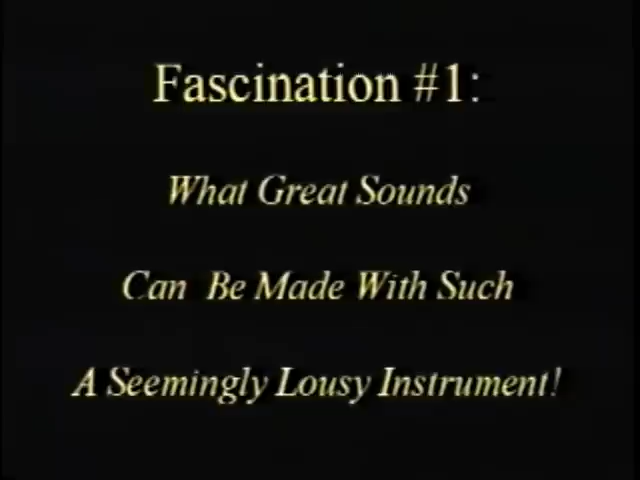 Fascination #1:
What Great Sounds
Can Be Made With Such
A Seemingly Lousy Instrument!